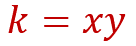 k = xy